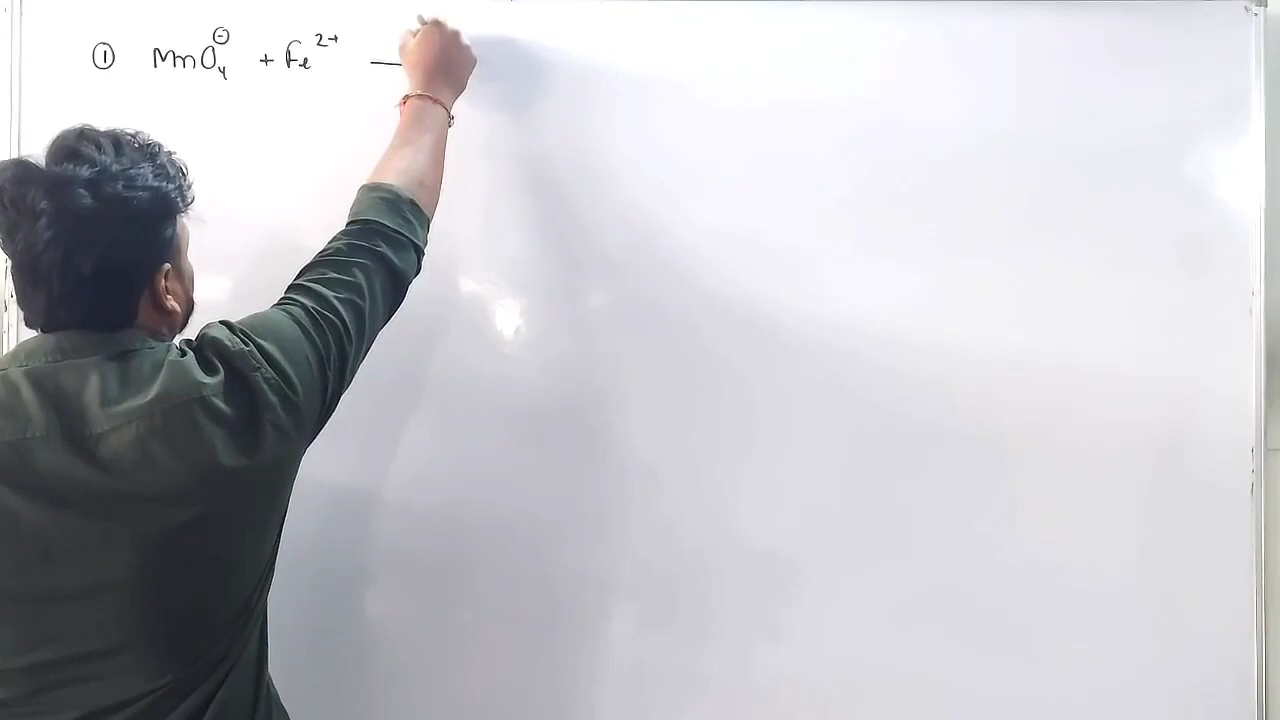 ① MnO₄⊖ + Fe²⁺ —